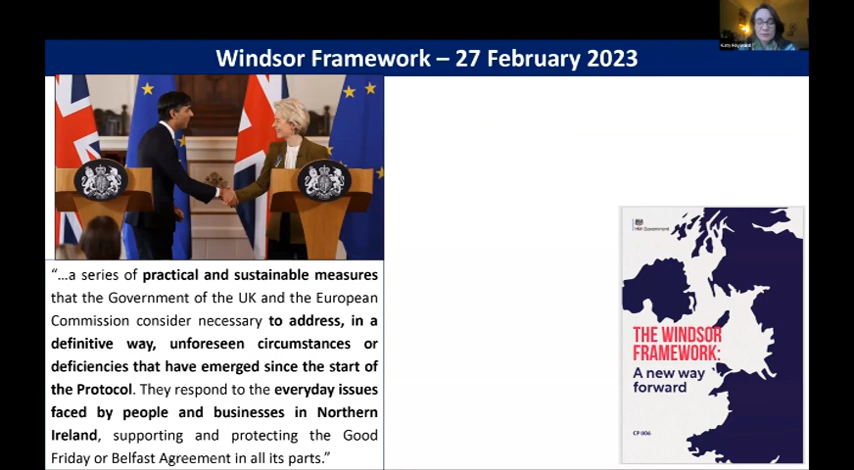 Windsor Framework – 27 February 2023
“…a series of practical and sustainable measures
that the Government of the UK and the European
Commission consider necessary to address, in a
definitive way, unforeseen circumstances or
deficiencies that have emerged since the start of
the Protocol. They respond to the everyday issues
faced by people and businesses in Northern
Ireland, supporting and protecting the Good
Friday or Belfast Agreement in all its parts.”
HM Government
THE WINDSOR
FRAMEWORK:
A new way
forward